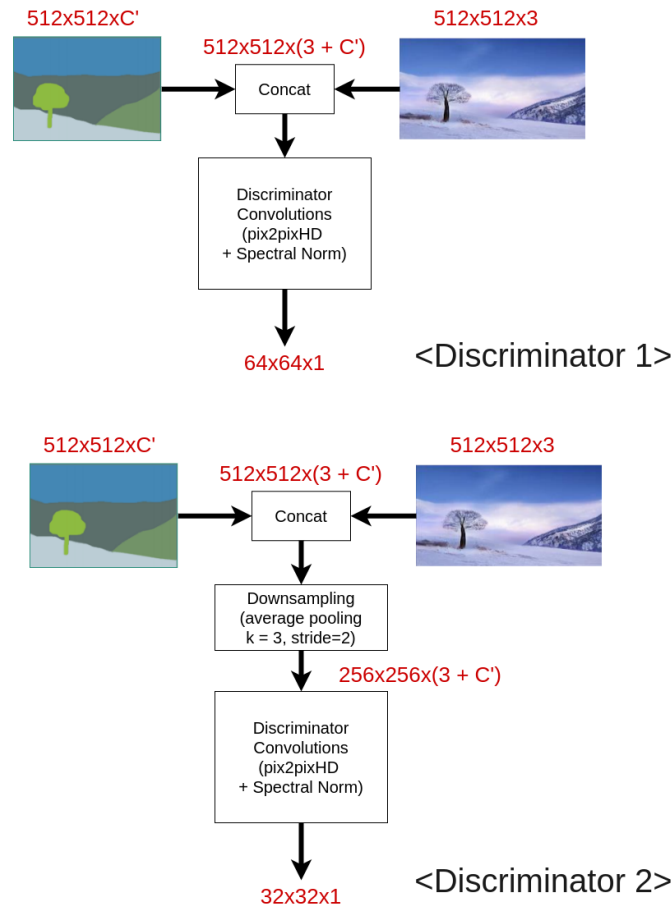 512x512xC'
512x512x3
512x512x(3 + C')
Concat
Discriminator
Convolutions
(pix2pixHD
+ Spectral Norm)
64x64x1
<Discriminator 1>
512x512xC'
512x512x3
512x512x(3 + C')
Concat
Downsampling
(average pooling
k = 3, stride=2)
256x256x(3 + C')
Discriminator
Convolutions
(pix2pixHD
+ Spectral Norm)
<Discriminator 2>
32x32x1